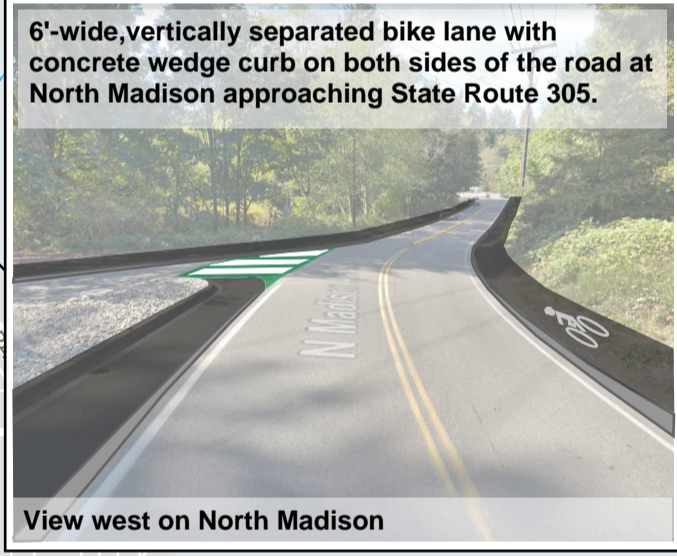 6'-wide,vertically separated bike lane with
concrete wedge curb on both sides of the road at
North Madison approaching State Route 305.
N Madis
View west on North Madison